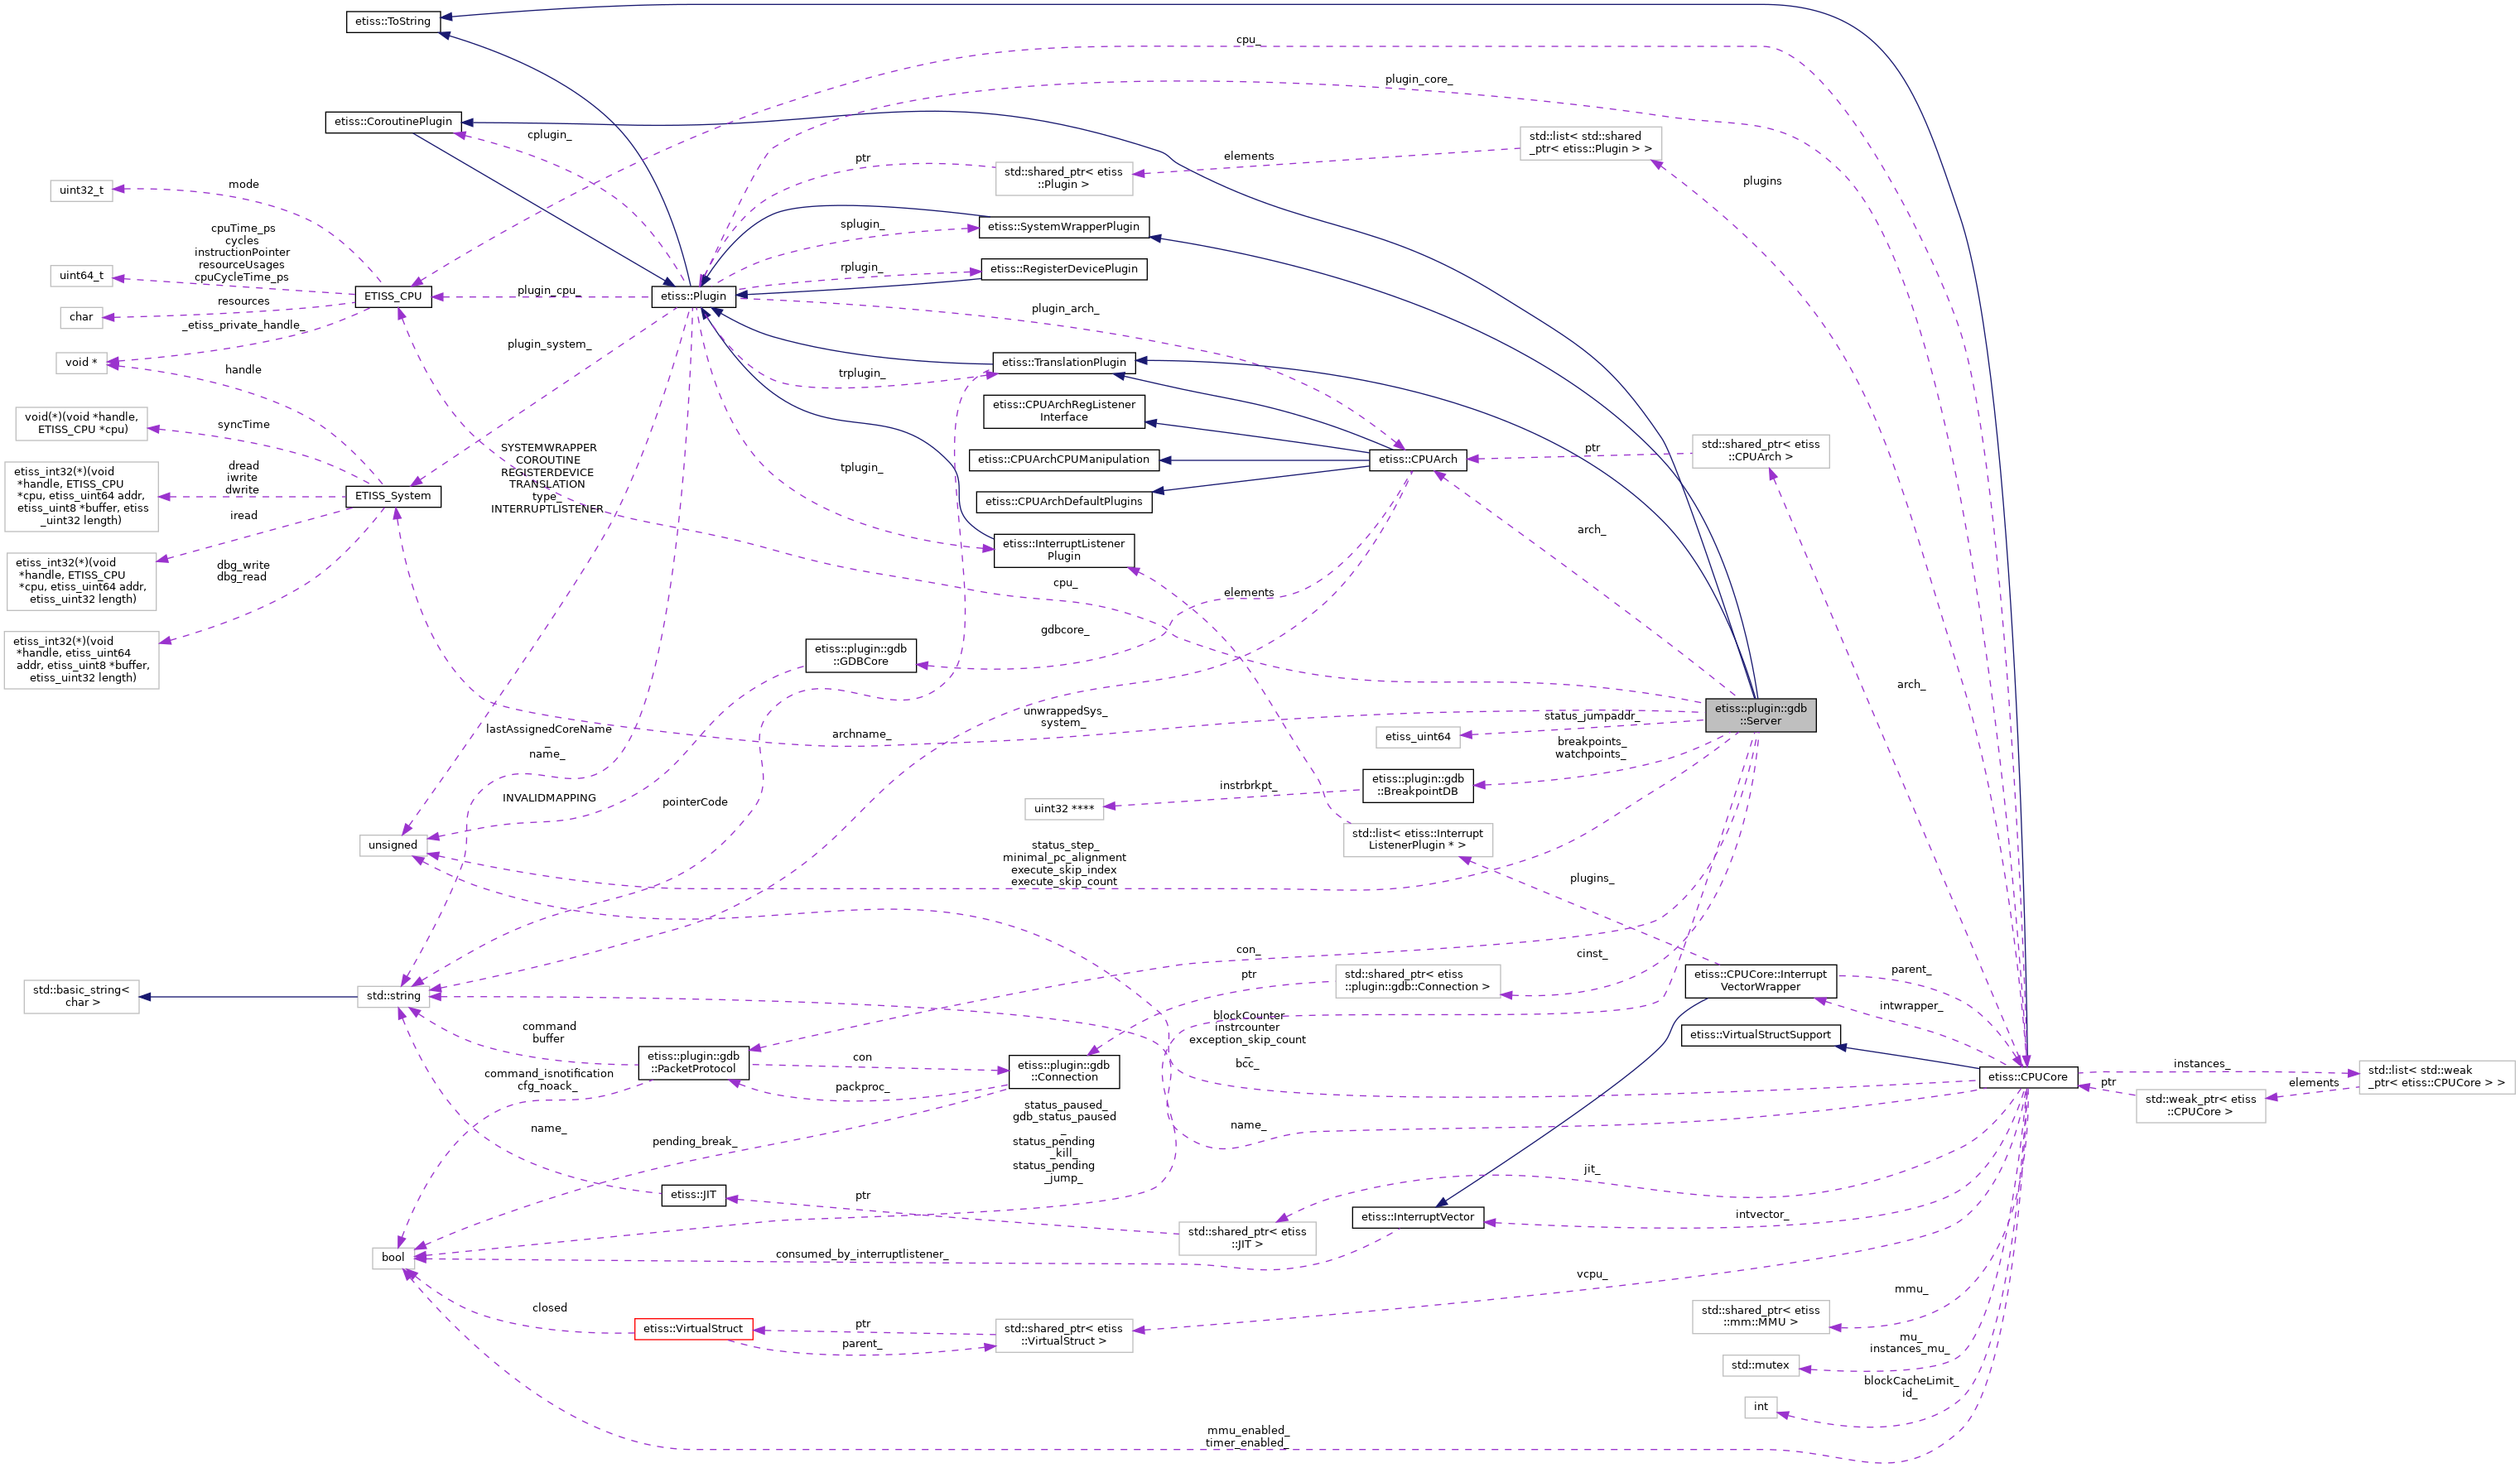 etiss::ToString
cpu_
plugin_core_
etiss::CoroutinePlugin
cplugin_
std::list< std::shared
_ptr< etiss::Plugin > >
ptr
elements
std::shared_ptr< etiss
::Plugin >
plugins
uint32_t
mode
cpuTime_ps
cycles
instructionPointer
resourceUsages
cpuCycleTime_ps
splugin_
etiss::SystemWrapperPlugin
uint64_t
rplugin_
etiss::RegisterDevicePlugin
ETISS_CPU
plugin_cpu_
etiss::Plugin
resources
char
plugin_arch_
_etiss_private_handle_
plugin_system_
void *
handle
trplugin_
etiss::TranslationPlugin
void(*)(void *handle,
ETISS_CPU *cpu)
syncTime
etiss::CPUArchRegListener
Interface
SYSTEMWRAPPER
COROUTINE
REGISTERDEVICE
TRANSLATION
type_
INTERRUPTLISTENER
etiss::CPUArchCPUManipulation
etiss::CPUArch
ptr
std::shared_ptr< etiss
::CPUArch >
etiss_int32(*)(void
*handle, ETISS_CPU
*cpu, etiss_uint64 addr,
etiss_uint8 *buffer, etiss
_uint32 length)
dread
iwrite
dwrite
ETISS_System
tplugin_
etiss::CPUArchDefaultPlugins
iread
arch_
etiss::InterruptListener
Plugin
etiss_int32(*)(void
*handle, ETISS_CPU
*cpu, etiss_uint64 addr,
etiss_uint32 length)
dbg_write
dbg_read
cpu_
elements
gdbcore_
etiss_int32(*)(void
*handle, etiss_uint64
addr, etiss_uint8 *buffer,
etiss_uint32 length)
etiss::plugin::gdb
::GDBCore
arch_
unwrappedSys_
system_
status_jumpaddr_
etiss::plugin::gdb
::Server
lastAssignedCoreName
_
name_
archname_
etiss_uint64
breakpoints_
watchpoints_
INVALIDMAPPING
pointerCode
uint32 ****
instrbrkpt_
etiss::plugin::gdb
::BreakpointDB
unsigned
status_step_
minimal_pc_alignment
execute_skip_index
execute_skip_count
std::list< etiss::Interrupt
ListenerPlugin * >
plugins_
con_
cinst_
std::basic_string<
char >
std::string
ptr
std::shared_ptr< etiss
::plugin::gdb::Connection >
etiss::CPUCore::Interrupt
VectorWrapper
parent_
intwrapper_
command
buffer
blockCounter
instrcounter
exception_skip_count
_
bcc_
etiss::VirtualStructSupport
etiss::plugin::gdb
::PacketProtocol
con
etiss::plugin::gdb
::Connection
command_isnotification
cfg_noack_
packproc_
etiss::CPUCore
instances_
std::list< std::weak
_ptr< etiss::CPUCore > >
ptr
elements
std::weak_ptr< etiss
::CPUCore >
name_
pending_break_
status_paused_
gdb_status_paused
_
status_pending
_kill_
status_pending
_jump_
name_
jit_
etiss::JIT
ptr
std::shared_ptr< etiss
::JIT >
etiss::InterruptVector
intvector_
bool
consumed_by_interruptlistener_
vcpu_
closed
etiss::VirtualStruct
ptr
parent_
std::shared_ptr< etiss
::VirtualStruct >
std::shared_ptr< etiss
::mm::MMU >
mmu_
mu_
instances_mu_
std::mutex
blockCacheLimit_
id_
int
mmu_enabled_
timer_enabled_